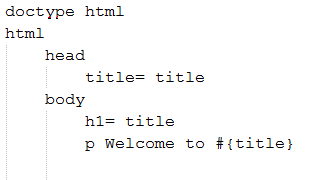 doctype html
html
    head
        title= title
    body
        h1= title
        p Welcome to #{title}